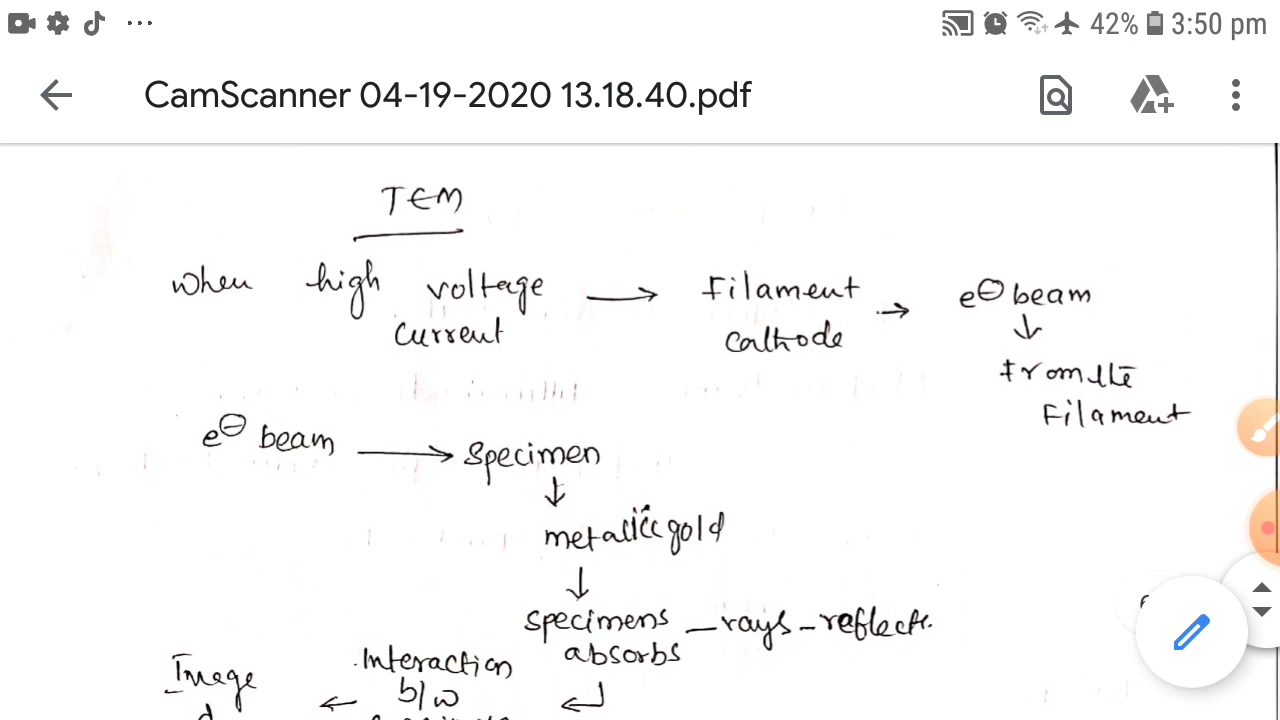 42% 3:50 pm
CamScanner 04-19-2020 13.18.40.pdf
TEM
when high voltage → Filament → e⊖ beam
current cathode ↓
from the
Filament
e⊖ beam → Specimen
↓
metallic gold
↓
Specimens – rays – reflect.
absorbs
Image ← Interaction ↵
b/w